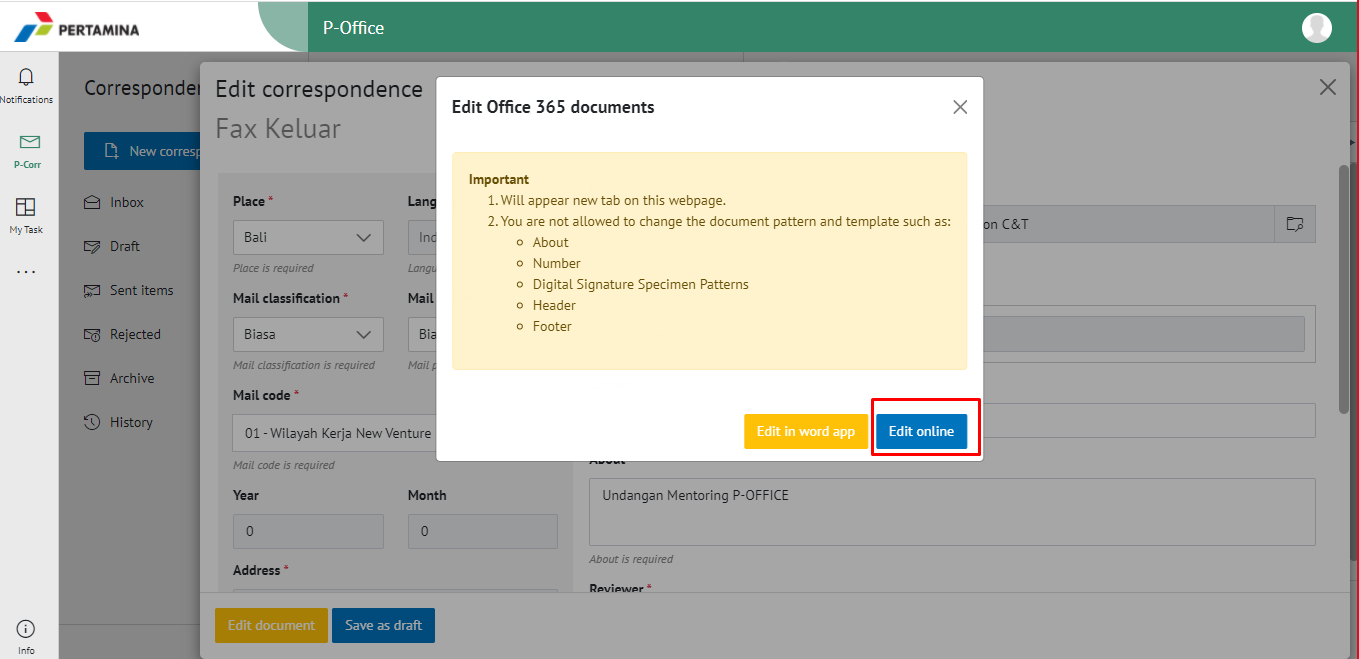 PERTAMINA
P-Office
Notifications
P-Corr
My Task
Info
Corresponden
New corresp
Inbox
Draft
Sent items
Rejected
Archive
History
Edit correspondence
Fax Keluar
Place *
Bali
Place is required
Lang
Ind
Langu
Mail classification *
Biasa
Mail classification is required
Mail
Bia
Mail p
Mail code *
01 - Wilayah Kerja New Venture
Mail code is required
Year
0
Month
0
Address *
on C&T
About
Undangan Mentoring P-OFFICE
About is required
Reviewer *
Edit document
Save as draft
Edit Office 365 documents
Important
1. Will appear new tab on this webpage.
2. You are not allowed to change the document pattern and template such as:
About
Number
Digital Signature Specimen Patterns
Header
Footer
Edit in word app
Edit online